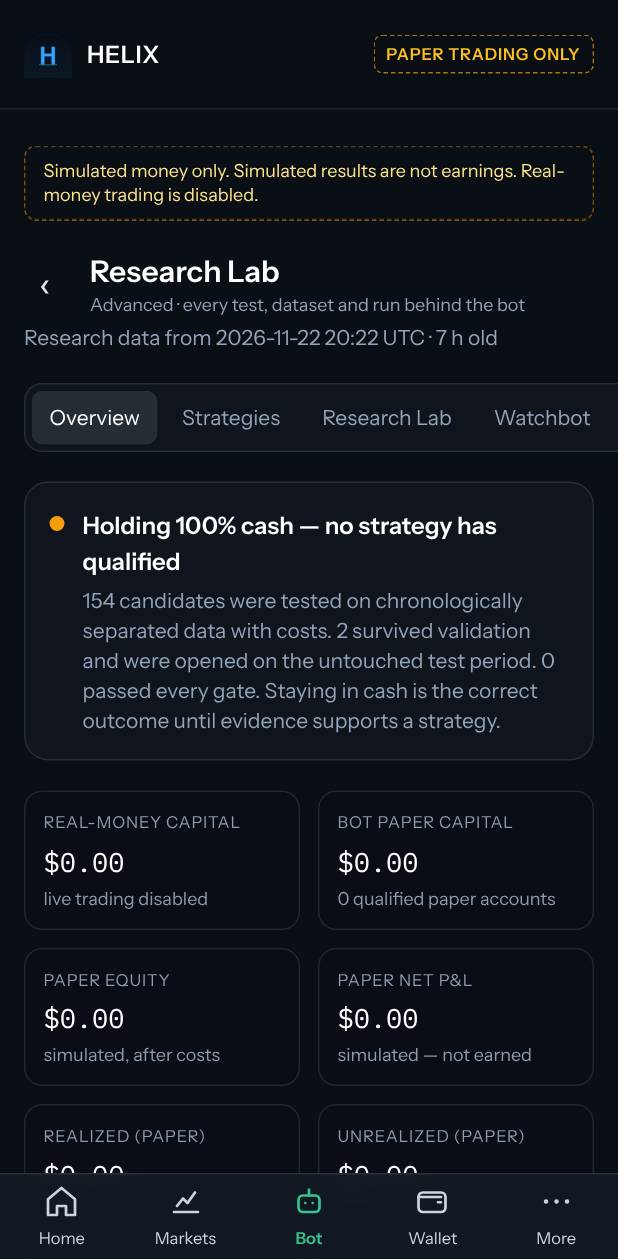 H HELIX
PAPER TRADING ONLY
Simulated money only. Simulated results are not earnings. Real-
money trading is disabled.
‹
Research Lab
Advanced · every test, dataset and run behind the bot
Research data from 2026-11-22 20:22 UTC · 7 h old
Overview Strategies Research Lab Watchbot
Holding 100% cash — no strategy has
qualified
154 candidates were tested on chronologically
separated data with costs. 2 survived validation
and were opened on the untouched test period. 0
passed every gate. Staying in cash is the correct
outcome until evidence supports a strategy.
REAL-MONEY CAPITAL
$0.00
live trading disabled
BOT PAPER CAPITAL
$0.00
0 qualified paper accounts
PAPER EQUITY
$0.00
simulated, after costs
PAPER NET P&L
$0.00
simulated — not earned
REALIZED (PAPER)
$0.00
UNREALIZED (PAPER)
$0.00
Home Markets Bot Wallet More